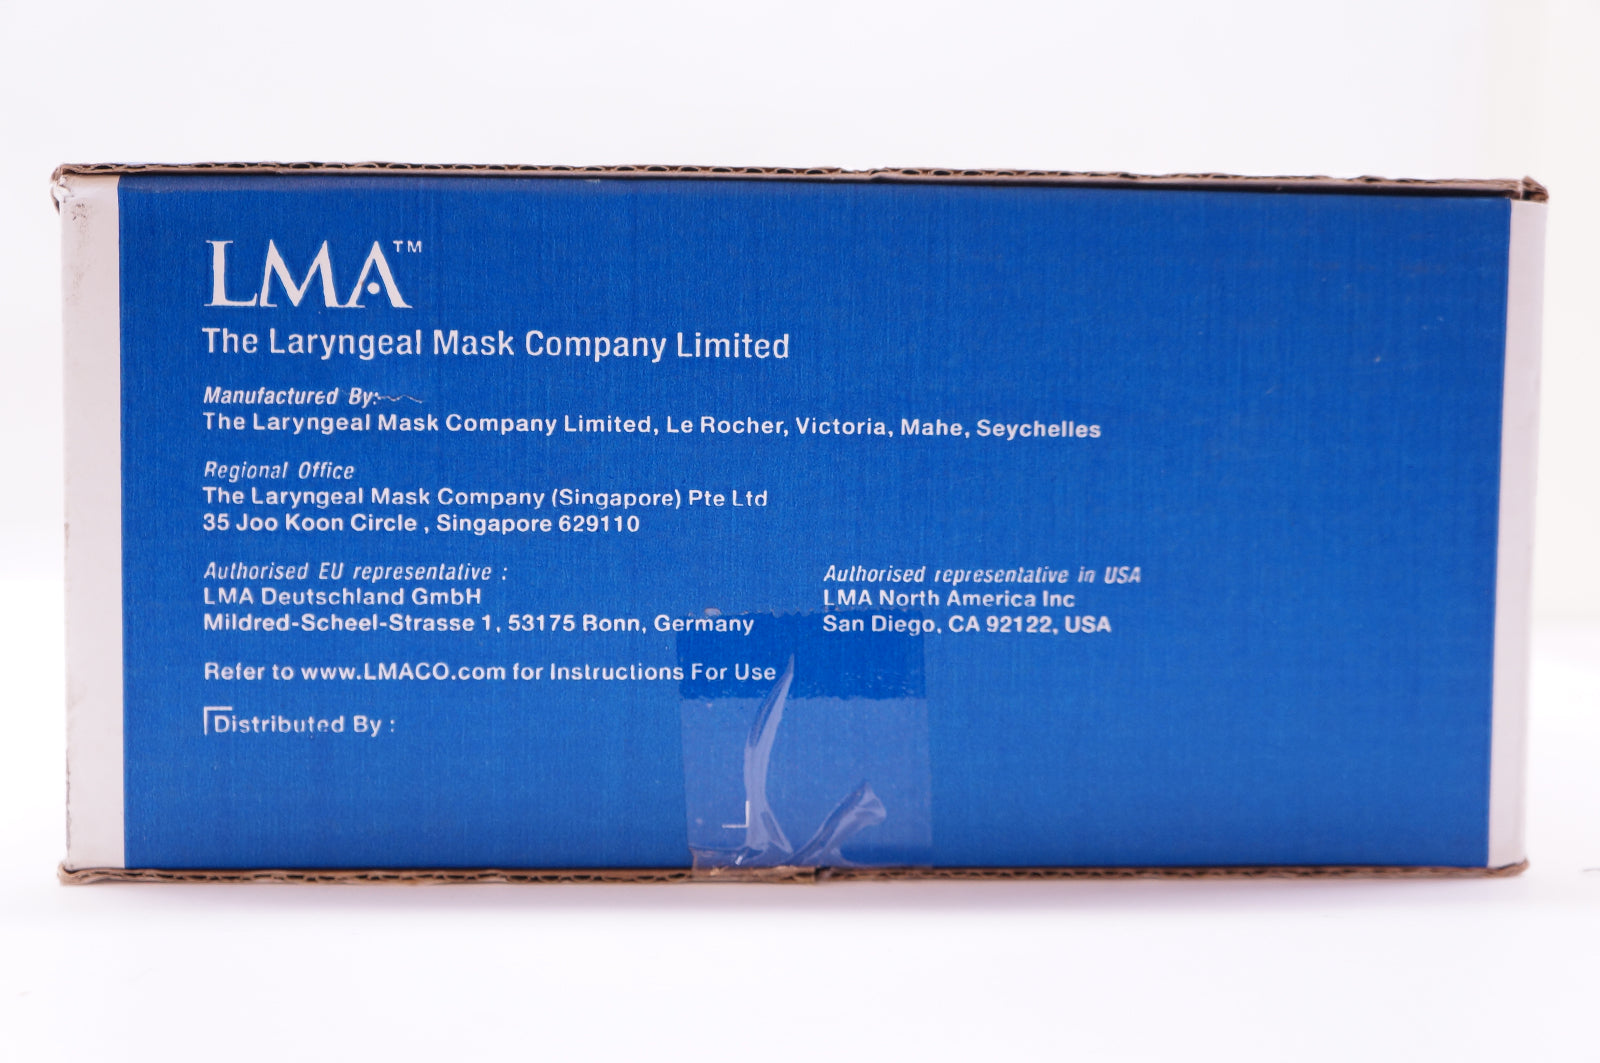 LMA™
The Laryngeal Mask Company Limited
Manufactured By:
The Laryngeal Mask Company Limited, Le Rocher, Victoria, Mahe, Seychelles
Regional Office
The Laryngeal Mask Company (Singapore) Pte Ltd
35 Joo Koon Circle , Singapore 629110
Authorised EU representative :
LMA Deutschland GmbH
Mildred-Scheel-Strasse 1, 53175 Bonn, Germany
Authorised representative in USA
LMA North America Inc
San Diego, CA 92122, USA
Refer to www.LMACO.com for Instructions For Use
Distributed By :